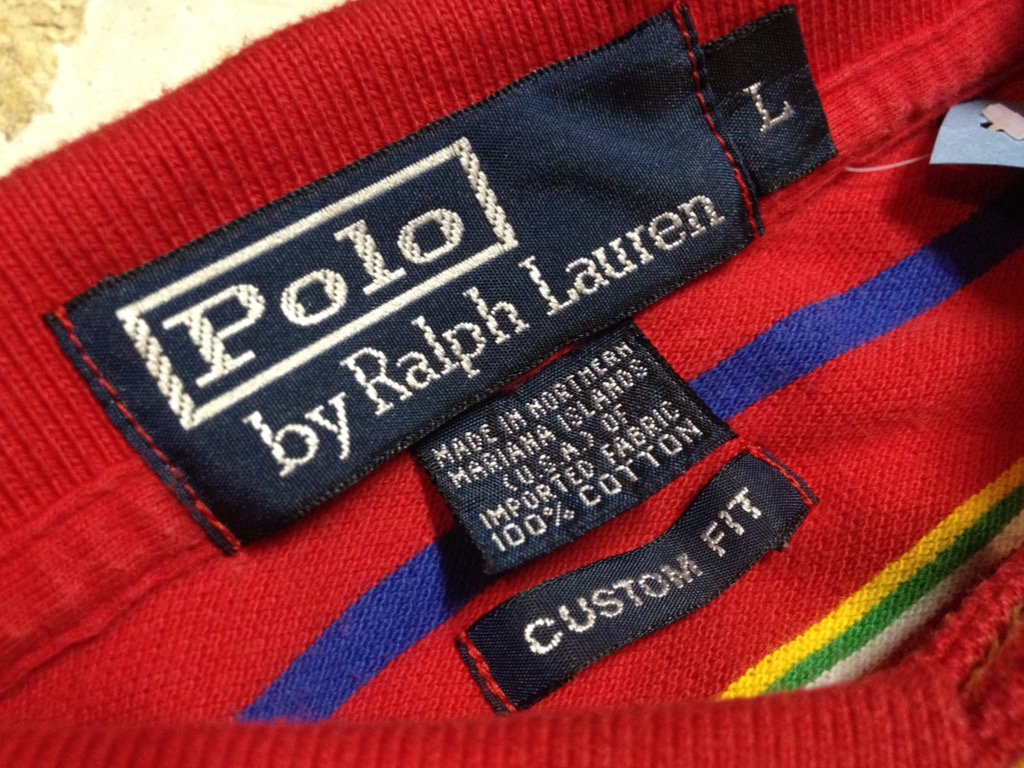 Polo
by Ralph Lauren
L
MADE IN NORTHERN
MARIANA ISLANDS
(U.S.A.) OF
IMPORTED FABRIC
100% COTTON
CUSTOM FIT